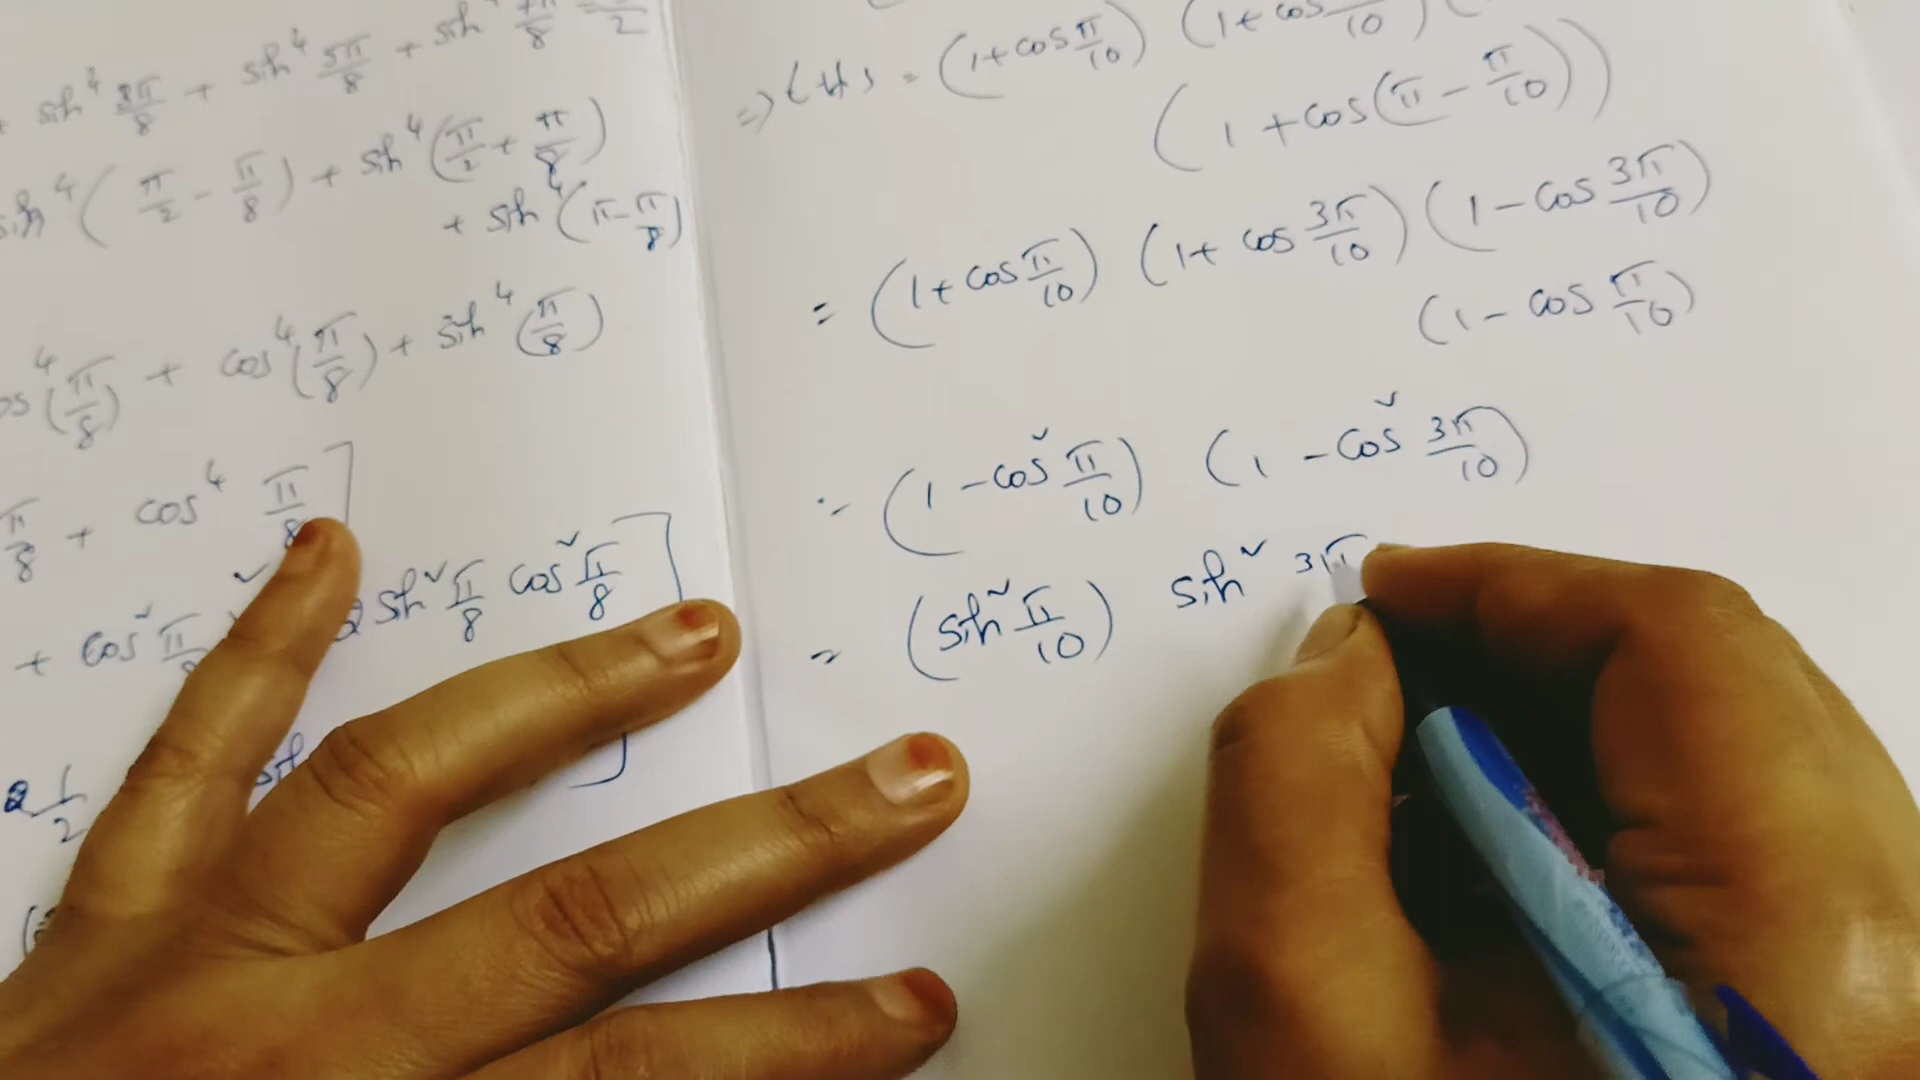 sin⁴ 3π/8 + sin⁴ 5π/8 + sin⁴ 7π/8 =
sin⁴ (π/2 - π/8) + sin⁴ (π/2 + π/8)
+ sin⁴ (π - π/8)
cos⁴ (π/8) + cos⁴ (π/8) + sin⁴ (π/8)
π/8 + cos⁴ π/8 ]
+ cos² π/8
2 sin² π/8 cos² π/8 ]
1/2
=> LHS = (1 + cos π/10) (1 + cos
(1 + cos (π - π/10))
= (1 + cos π/10) (1 + cos 3π/10) (1 - cos 3π/10)
(1 - cos π/10)
= (1 - cos² π/10) (1 - cos² 3π/10)
= (sin² π/10) sin² 3π